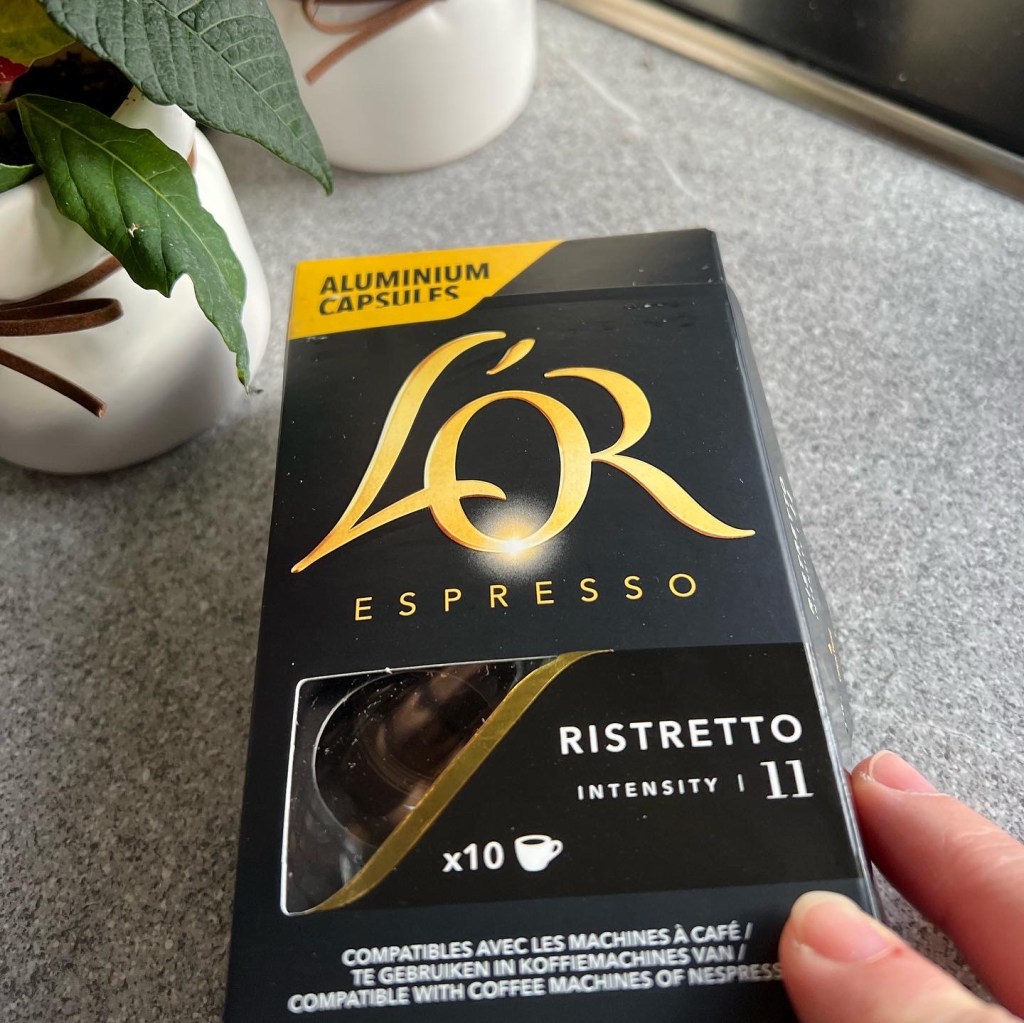 ALUMINIUM
CAPSULES
L'OR
ESPRESSO
RISTRETTO
INTENSITY | 11
x10
COMPATIBLES AVEC LES MACHINES À CAFÉ /
TE GEBRUIKEN IN KOFFIEMACHINES VAN /
COMPATIBLE WITH COFFEE MACHINES OF NESPRESS